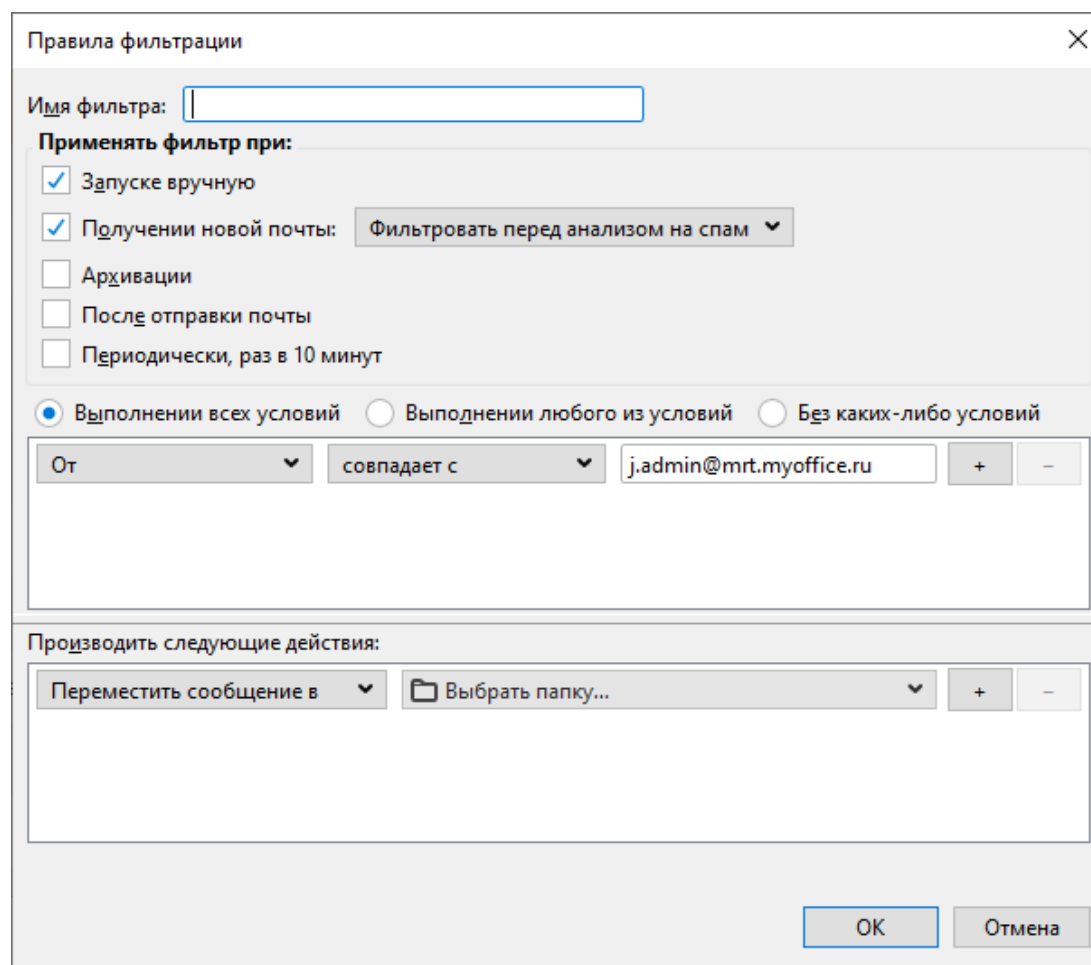 Правила фильтрации
Имя фильтра:
Применять фильтр при:
Запуске вручную
Получении новой почты: Фильтровать перед анализом на спам
Архивации
После отправки почты
Периодически, раз в 10 минут
Выполнении всех условий Выполнении любого из условий Без каких-либо условий
От совпадает с j.admin@mrt.myoffice.ru + −
Производить следующие действия:
Переместить сообщение в Выбрать папку... + −
ОК Отмена